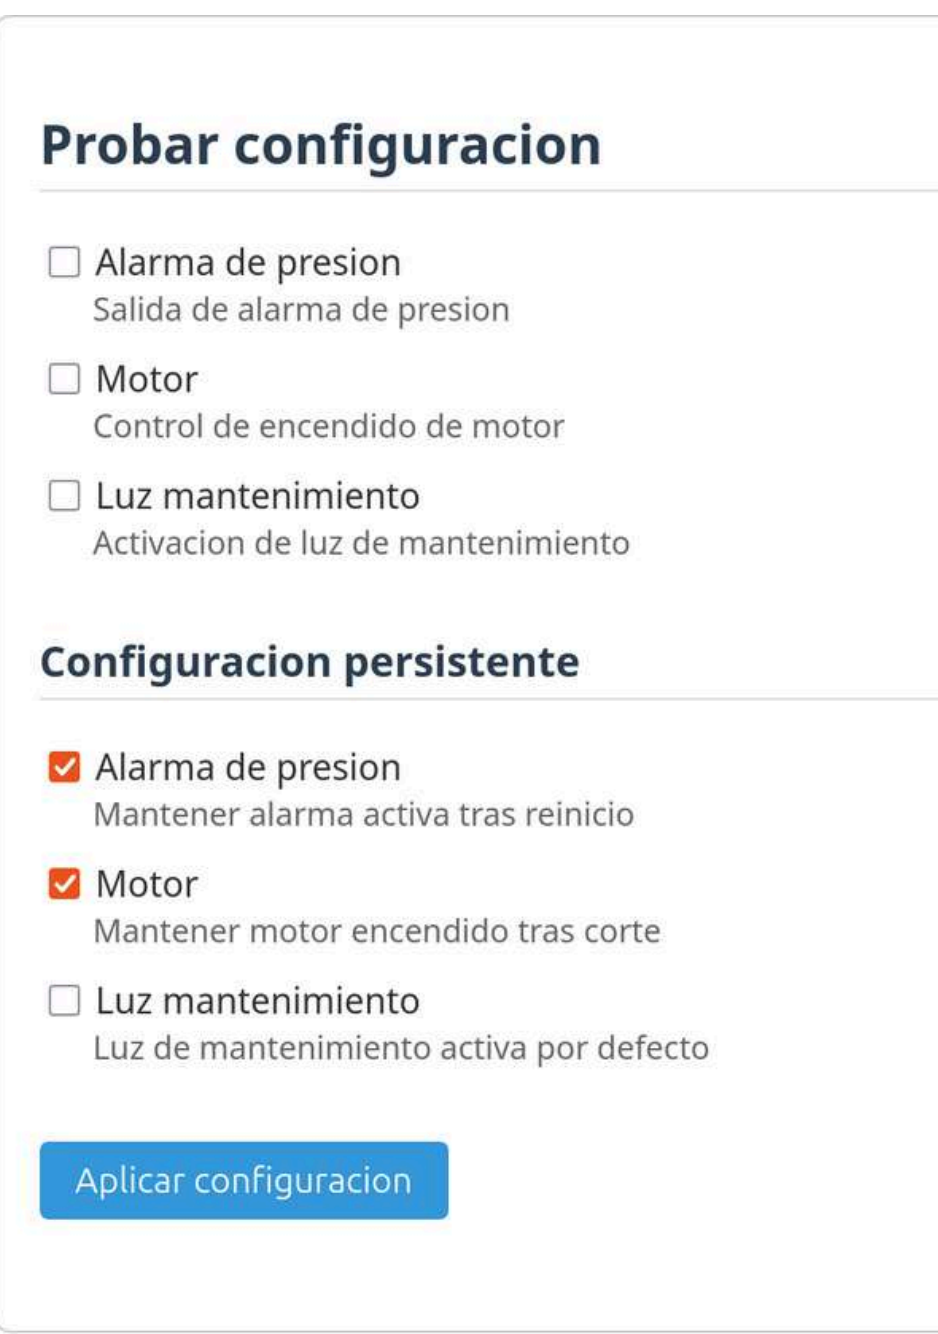 Probar configuracion
Alarma de presion
Salida de alarma de presion
Motor
Control de encendido de motor
Luz mantenimiento
Activacion de luz de mantenimiento
Configuracion persistente
Alarma de presion
Mantener alarma activa tras reinicio
Motor
Mantener motor encendido tras corte
Luz mantenimiento
Luz de mantenimiento activa por defecto
Aplicar configuracion